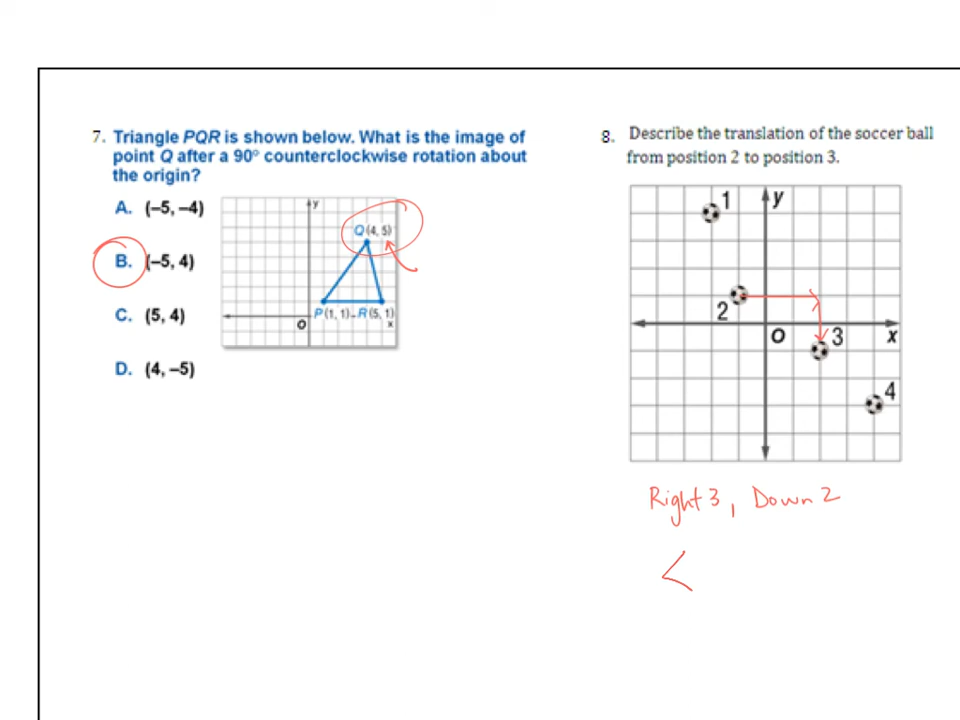 7. Triangle PQR is shown below. What is the image of
point Q after a 90° counterclockwise rotation about
the origin?
A. (–5, –4)
B. (–5, 4)
C. (5, 4)
D. (4, –5)
y
Q(4, 5)
P(1, 1)
R(5, 1)
O
x
8. Describe the translation of the soccer ball
from position 2 to position 3.
1
y
2
O
3
x
4
Right 3, Down 2
<